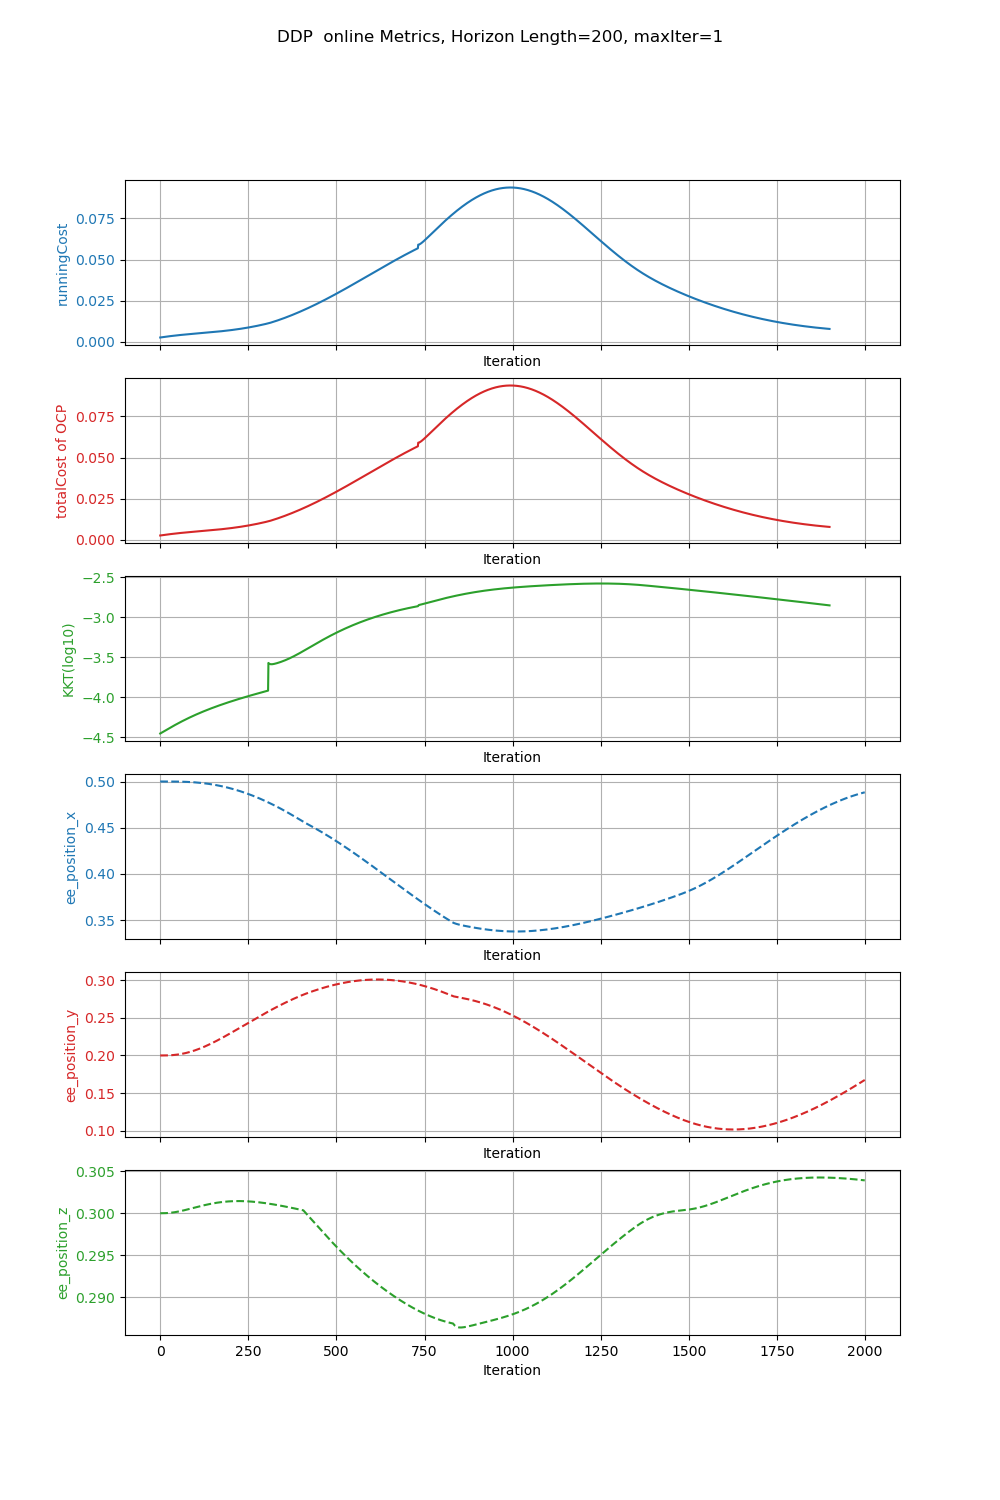 DDP  online Metrics, Horizon Length=200, maxIter=1
0.075
0.050
0.025
0.000
runningCost
Iteration
0.075
0.050
0.025
0.000
totalCost of OCP
Iteration
−2.5
−3.0
−3.5
−4.0
−4.5
KKT(log10)
Iteration
0.50
0.45
0.40
0.35
ee_position_x
Iteration
0.30
0.25
0.20
0.15
0.10
ee_position_y
Iteration
0.305
0.300
0.295
0.290
ee_position_z
0 250 500 750 1000 1250 1500 1750 2000
Iteration